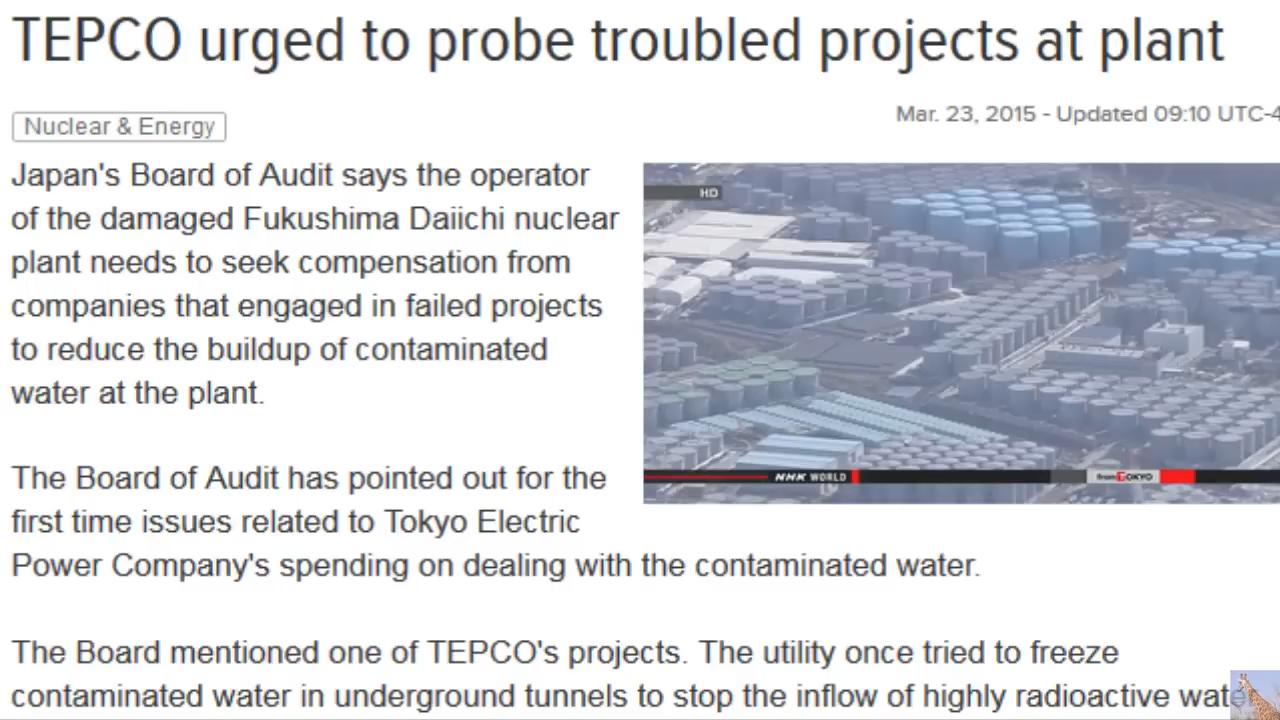 TEPCO urged to probe troubled projects at plant
Nuclear & Energy
Mar. 23, 2015 - Updated 09:10 UTC-4
Japan's Board of Audit says the operator
of the damaged Fukushima Daiichi nuclear
plant needs to seek compensation from
companies that engaged in failed projects
to reduce the buildup of contaminated
water at the plant.
HD
NHK WORLD
from TOKYO
The Board of Audit has pointed out for the
first time issues related to Tokyo Electric
Power Company's spending on dealing with the contaminated water.
The Board mentioned one of TEPCO's projects. The utility once tried to freeze
contaminated water in underground tunnels to stop the inflow of highly radioactive water